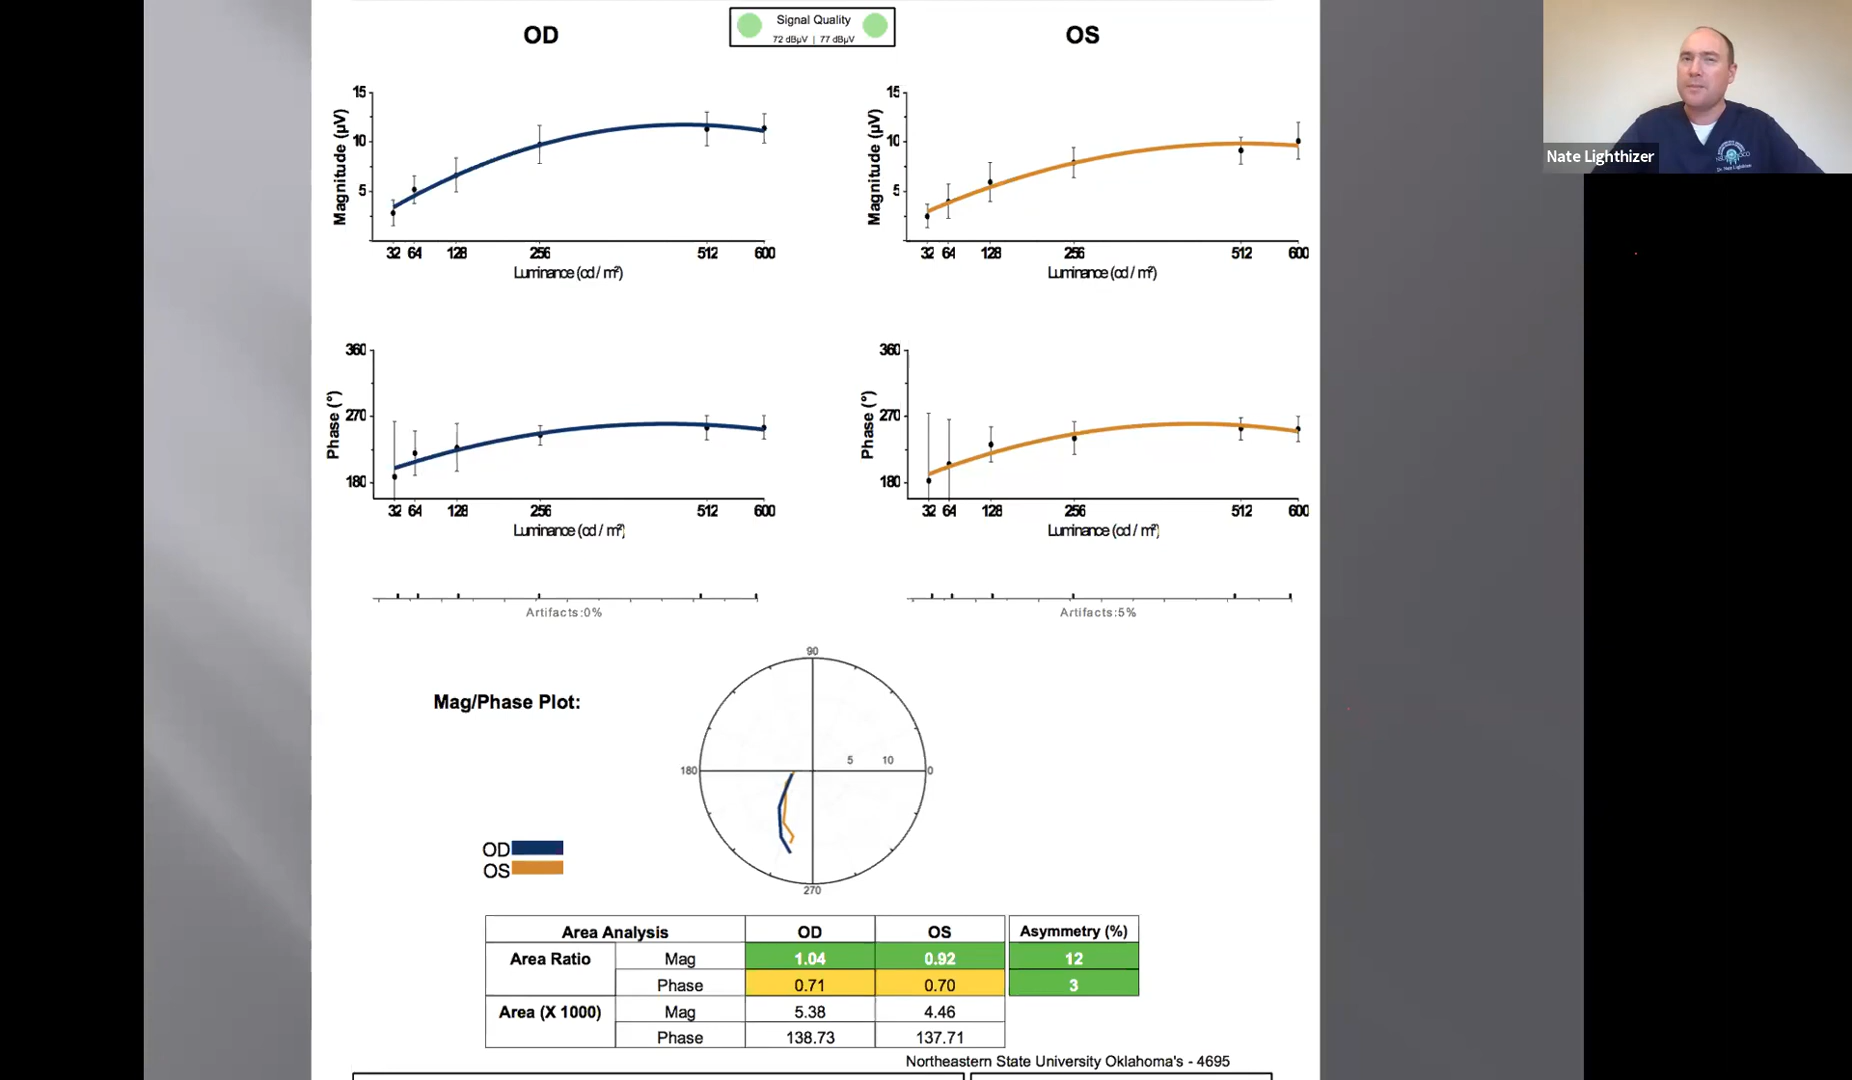 OD
Signal Quality
72 dBµV | 77 dBµV
OS
Nate Lighthizer
Magnitude (µV)
15
10
5
32 64 128 256 512 600
Luminance (cd / m²)
Magnitude (µV)
15
10
5
32 64 128 256 512 600
Luminance (cd / m²)
Phase (°)
360
270
180
32 64 128 256 512 600
Luminance (cd / m²)
Phase (°)
360
270
180
32 64 128 256 512 600
Luminance (cd / m²)
Artifacts:0%
Artifacts:5%
Mag/Phase Plot:
90
5 10
180
0
270
OD
OS
Area Analysis OD OS Asymmetry (%)
Area Ratio Mag 1.04 0.92 12
Phase 0.71 0.70 3
Area (X 1000) Mag 5.38 4.46
Phase 138.73 137.71
Northeastern State University Oklahoma's - 4695